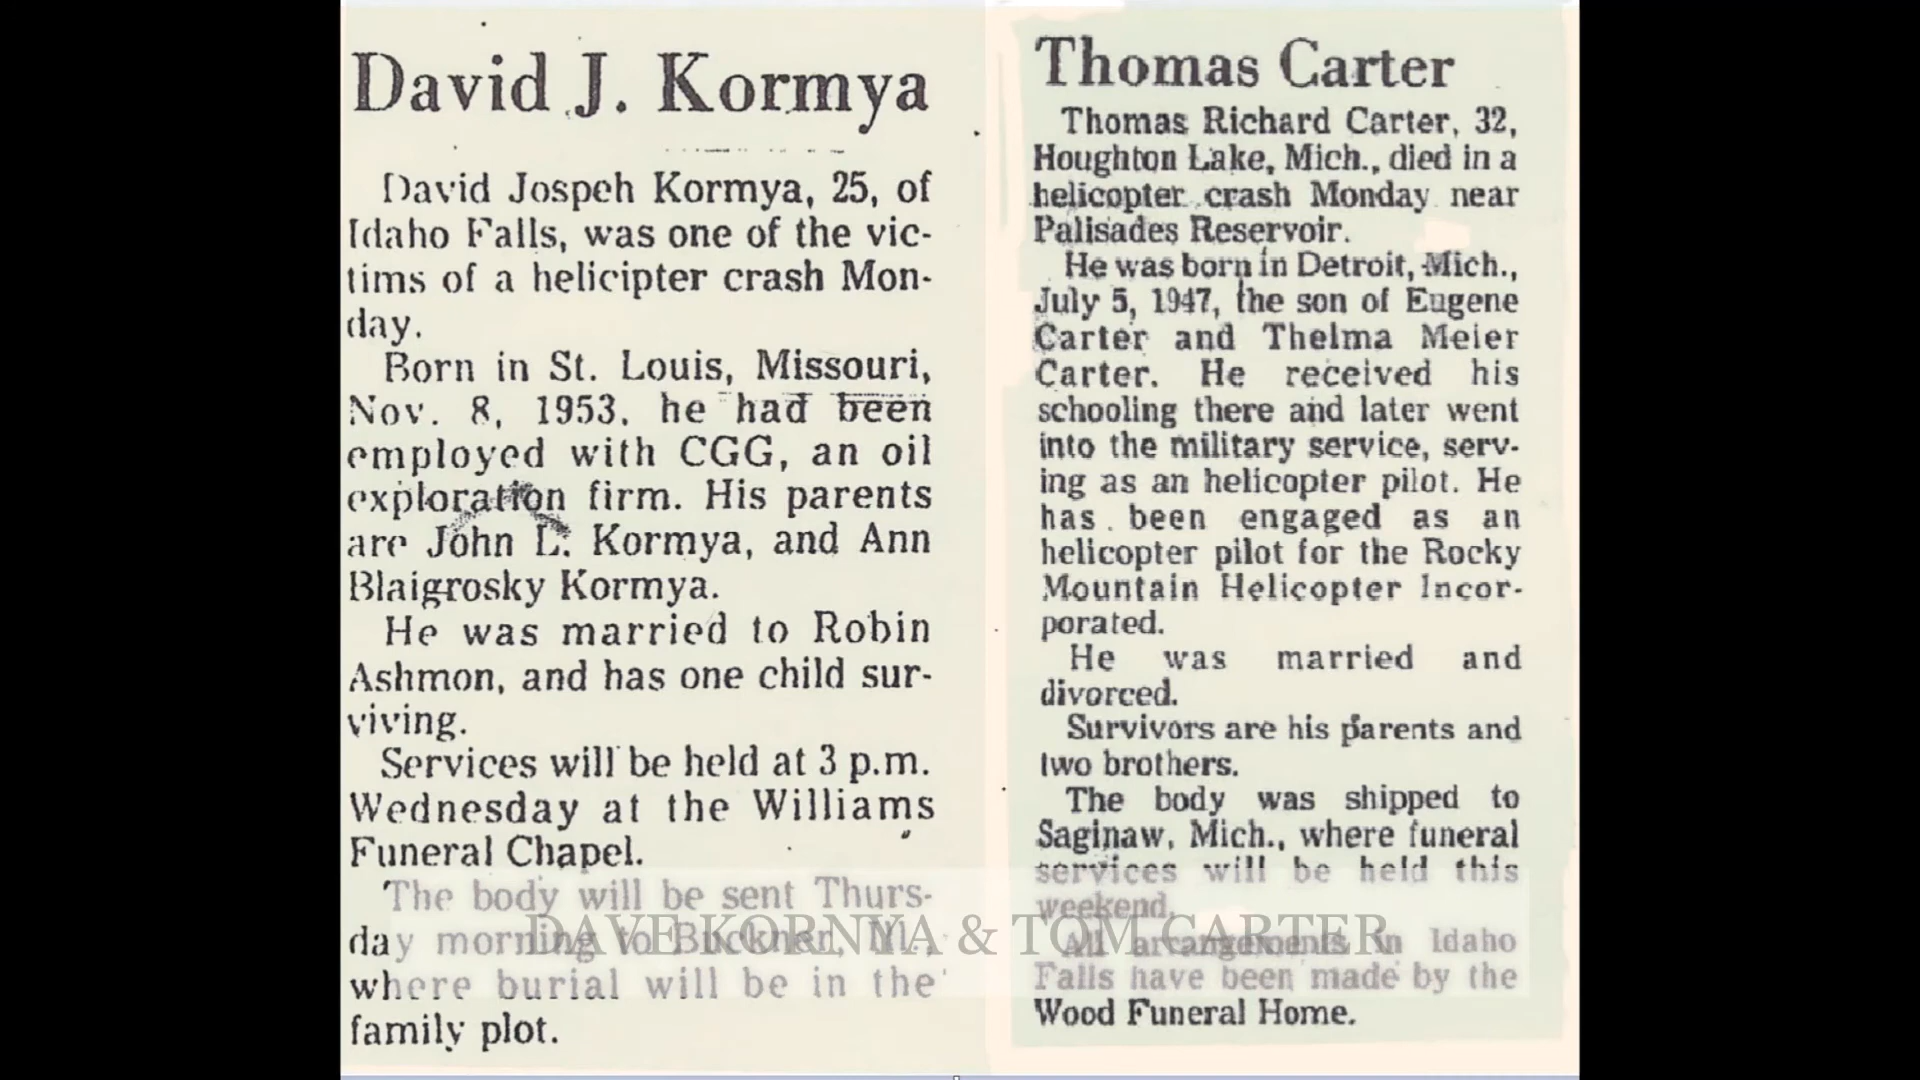 David J. Kormya
David Jospeh Kormya, 25, of
Idaho Falls, was one of the vic-
tims of a helicipter crash Mon-
day.
Born in St. Louis, Missouri,
Nov. 8, 1953, he had been
employed with CGG, an oil
exploration firm. His parents
are John L. Kormya, and Ann
Blaigrosky Kormya.
He was married to Robin
Ashmon, and has one child sur-
viving.
Services will be held at 3 p.m.
Wednesday at the Williams
Funeral Chapel.
The body will be sent Thurs-
day morning to Buckner, Ill.,
where burial will be in the
family plot.
Thomas Carter
Thomas Richard Carter, 32,
Houghton Lake, Mich., died in a
helicopter crash Monday near
Palisades Reservoir.
He was born in Detroit, Mich.,
July 5, 1947, the son of Eugene
Carter and Thelma Meier
Carter. He received his
schooling there and later went
into the military service, serv-
ing as an helicopter pilot. He
has been engaged as an
helicopter pilot for the Rocky
Mountain Helicopter Incor-
porated.
He was married and
divorced.
Survivors are his parents and
two brothers.
The body was shipped to
Saginaw, Mich., where funeral
services will be held this
weekend.
All arrangements in Idaho
Falls have been made by the
Wood Funeral Home.
DAVE KORNYA & TOM CARTER